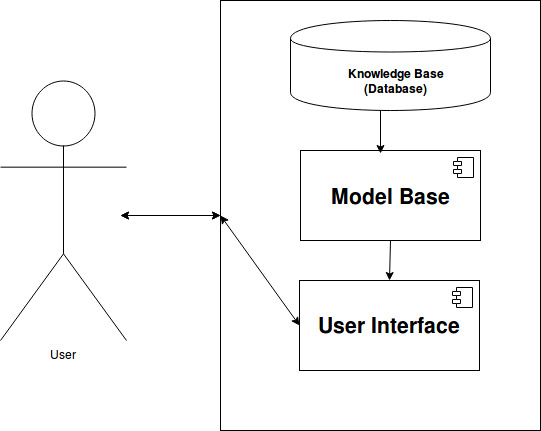 Knowledge Base
(Database)
Model Base
User Interface
User